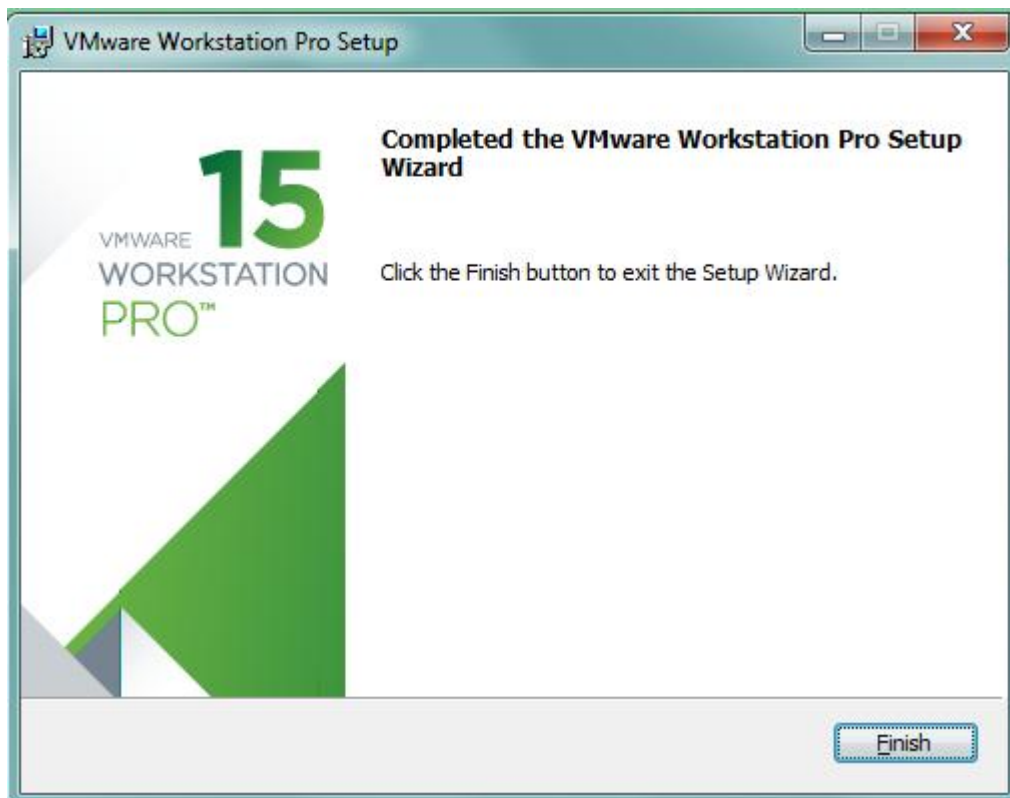 VMware Workstation Pro Setup
Completed the VMware Workstation Pro Setup
Wizard
15
VMWARE
WORKSTATION
PRO™
Click the Finish button to exit the Setup Wizard.
Finish